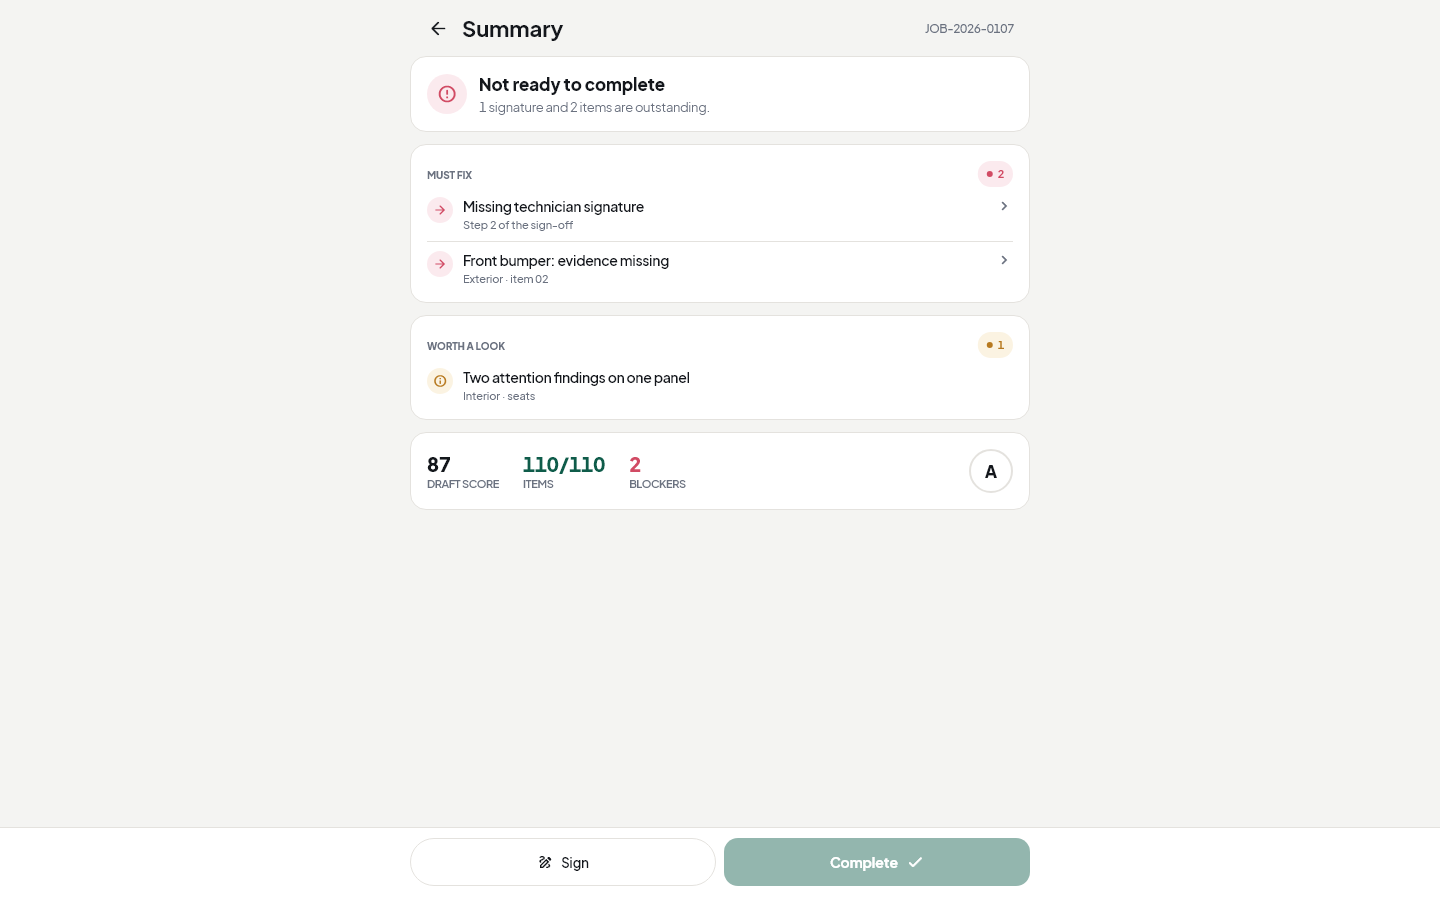 Summary
JOB-2026-0107
Not ready to complete
1 signature and 2 items are outstanding.
MUST FIX
2
Missing technician signature
Step 2 of the sign-off
Front bumper: evidence missing
Exterior · item 02
WORTH A LOOK
1
Two attention findings on one panel
Interior · seats
87
DRAFT SCORE
110/110
ITEMS
2
BLOCKERS
A
Sign
Complete